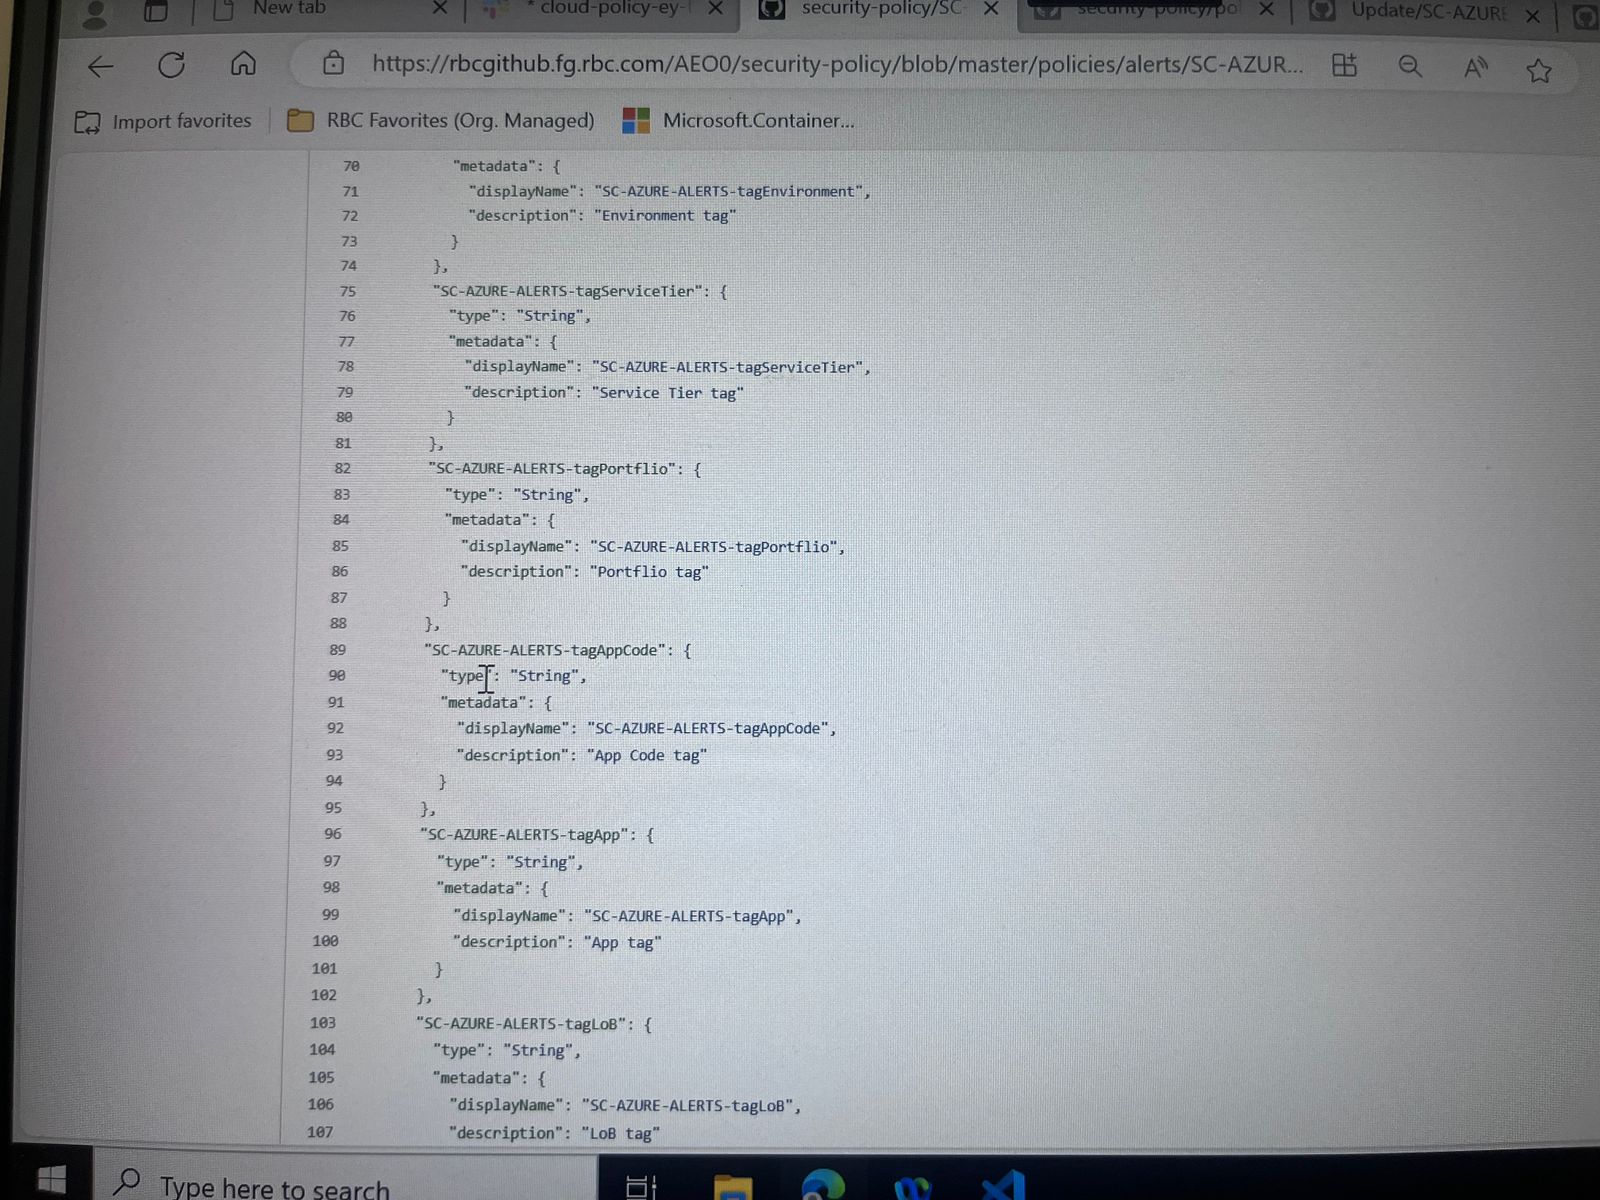 New tab
* cloud-policy-ey-
security-policy/SC
security-policy/po
Update/SC-AZURE
https://rbcgithub.fg.rbc.com/AEO0/security-policy/blob/master/policies/alerts/SC-AZUR...
Import favorites
RBC Favorites (Org. Managed)
Microsoft.Container...
70 "metadata": {
71 "displayName": "SC-AZURE-ALERTS-tagEnvironment",
72 "description": "Environment tag"
73 }
74 },
75 "SC-AZURE-ALERTS-tagServiceTier": {
76 "type": "String",
77 "metadata": {
78 "displayName": "SC-AZURE-ALERTS-tagServiceTier",
79 "description": "Service Tier tag"
80 }
81 },
82 "SC-AZURE-ALERTS-tagPortflio": {
83 "type": "String",
84 "metadata": {
85 "displayName": "SC-AZURE-ALERTS-tagPortflio",
86 "description": "Portflio tag"
87 }
88 },
89 "SC-AZURE-ALERTS-tagAppCode": {
90 "type": "String",
91 "metadata": {
92 "displayName": "SC-AZURE-ALERTS-tagAppCode",
93 "description": "App Code tag"
94 }
95 },
96 "SC-AZURE-ALERTS-tagApp": {
97 "type": "String",
98 "metadata": {
99 "displayName": "SC-AZURE-ALERTS-tagApp",
100 "description": "App tag"
101 }
102 },
103 "SC-AZURE-ALERTS-tagLoB": {
104 "type": "String",
105 "metadata": {
106 "displayName": "SC-AZURE-ALERTS-tagLoB",
107 "description": "LoB tag"
Type here to search